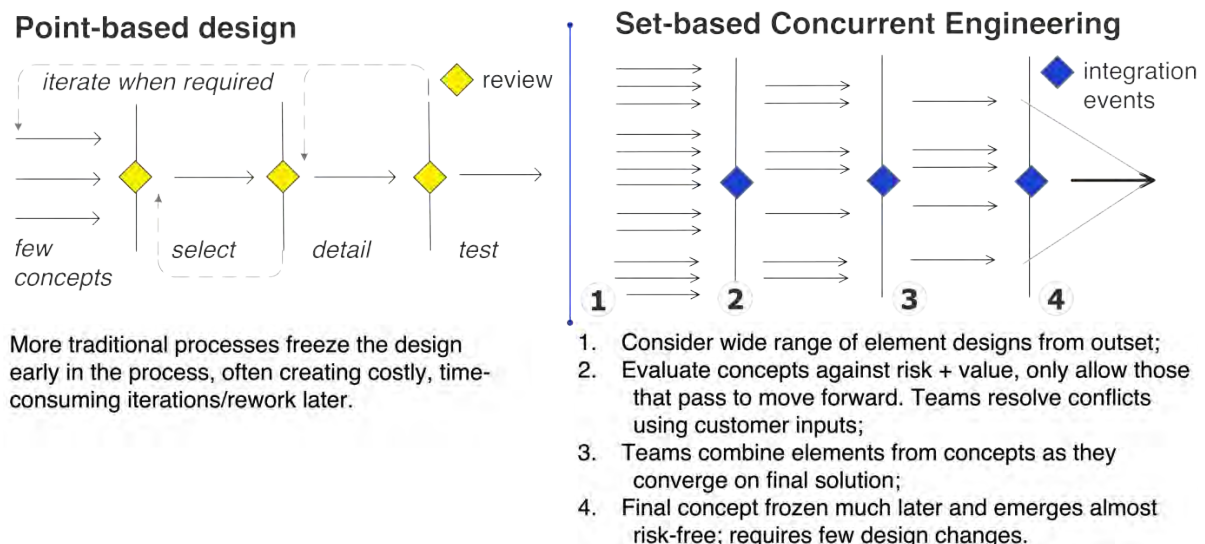 Point-based design
iterate when required
review
few
concepts
select
detail
test
More traditional processes freeze the design
early in the process, often creating costly, time-
consuming iterations/rework later.
Set-based Concurrent Engineering
integration
events
1
2
3
4
1. Consider wide range of element designs from outset;
2. Evaluate concepts against risk + value, only allow those
that pass to move forward. Teams resolve conflicts
using customer inputs;
3. Teams combine elements from concepts as they
converge on final solution;
4. Final concept frozen much later and emerges almost
risk-free; requires few design changes.